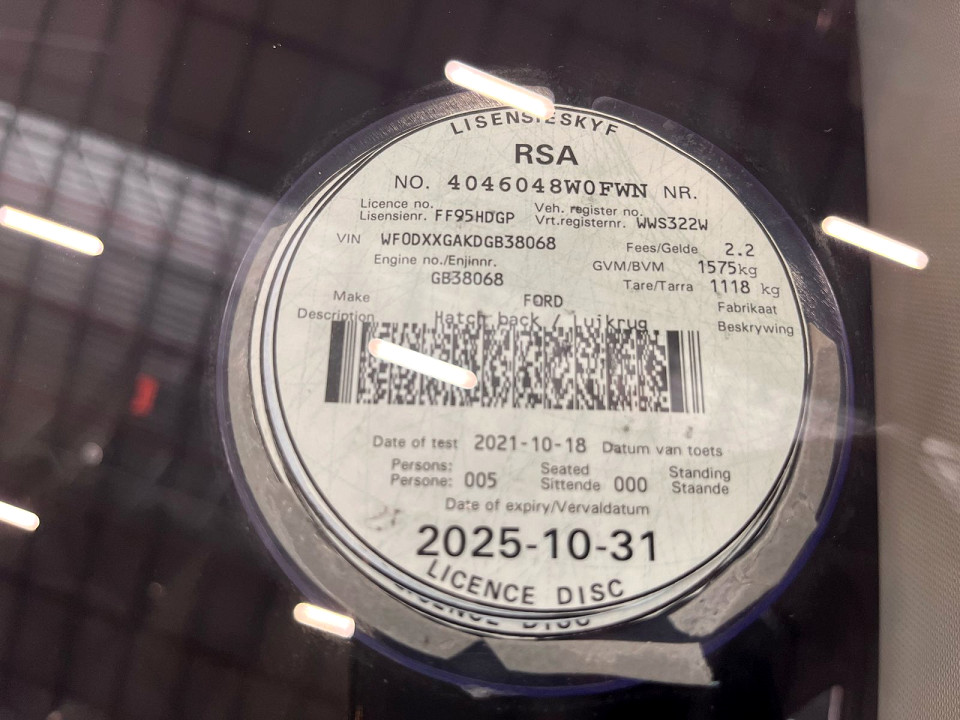 LISENSIESKYF
RSA
NO. 4046048W0FWN NR.
Licence no. Veh. register no.
Lisensienr. FF95HDGP Vrt.registernr. WWS322W
VIN WF0DXXGAKDGB38068 Fees/Gelde 2.2
Engine no./Enjinnr. GVM/BVM 1575kg
GB38068 Tare/Tarra 1118 kg
Make FORD Fabrikaat
Description Hatch back / Luikrug Beskrywing
Date of test 2021-10-18 Datum van toets
Persons: Seated Standing
Persone: 005 Sittende 000 Staande
Date of expiry/Vervaldatum
2025-10-31
LICENCE DISC
LICENCE DISC